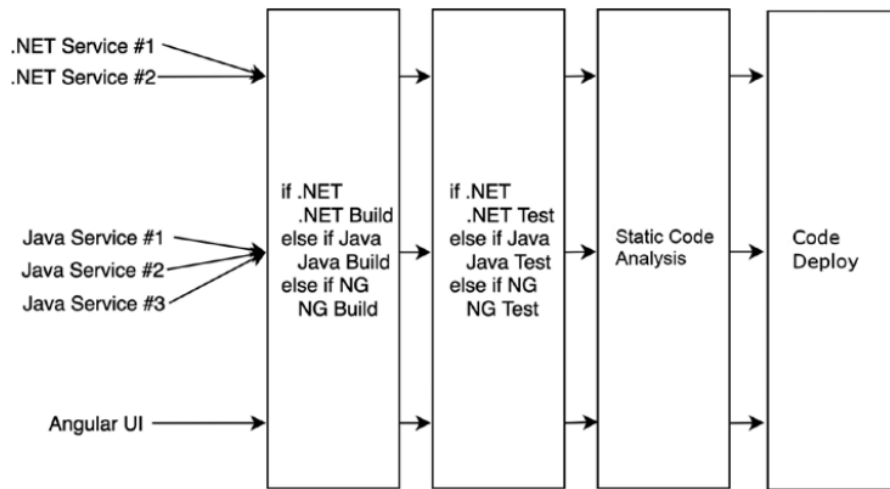 .NET Service #1
.NET Service #2
Java Service #1
Java Service #2
Java Service #3
Angular UI
if .NET
.NET Build
else if Java
Java Build
else if NG
NG Build
if .NET
.NET Test
else if Java
Java Test
else if NG
NG Test
Static Code
Analysis
Code
Deploy